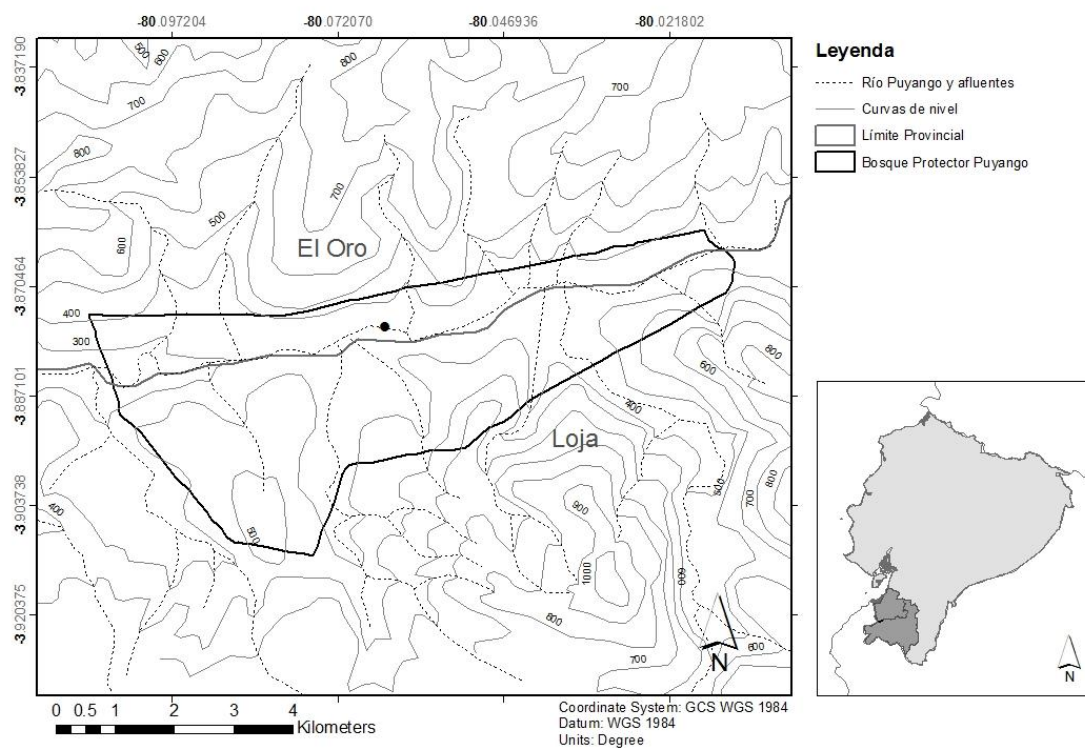 -80.097204 -80.072070 -80.046936 -80.021802
-3.837190
-3.853827
-3.870464
-3.887101
-3.903738
-3.920375
500
600
800
700
700
800
700
500
600
El Oro
400
300
800
600
400
Loja
500
700
800
900
1000
600
500
400
800
700
600
N
0 0.5 1 2 3 4
Kilometers
Coordinate System: GCS WGS 1984
Datum: WGS 1984
Units: Degree
Leyenda
Río Puyango y afluentes
Curvas de nivel
Límite Provincial
Bosque Protector Puyango
N